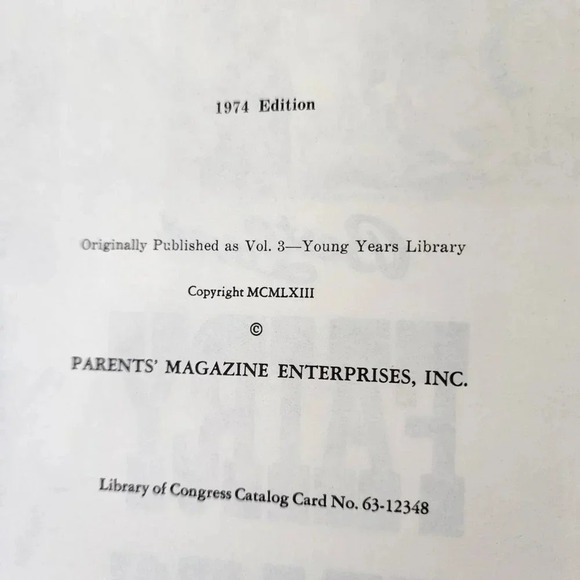 1974 Edition
Originally Published as Vol. 3—Young Years Library
Copyright MCMLXIII
©
PARENTS' MAGAZINE ENTERPRISES, INC.
Library of Congress Catalog Card No. 63-12348